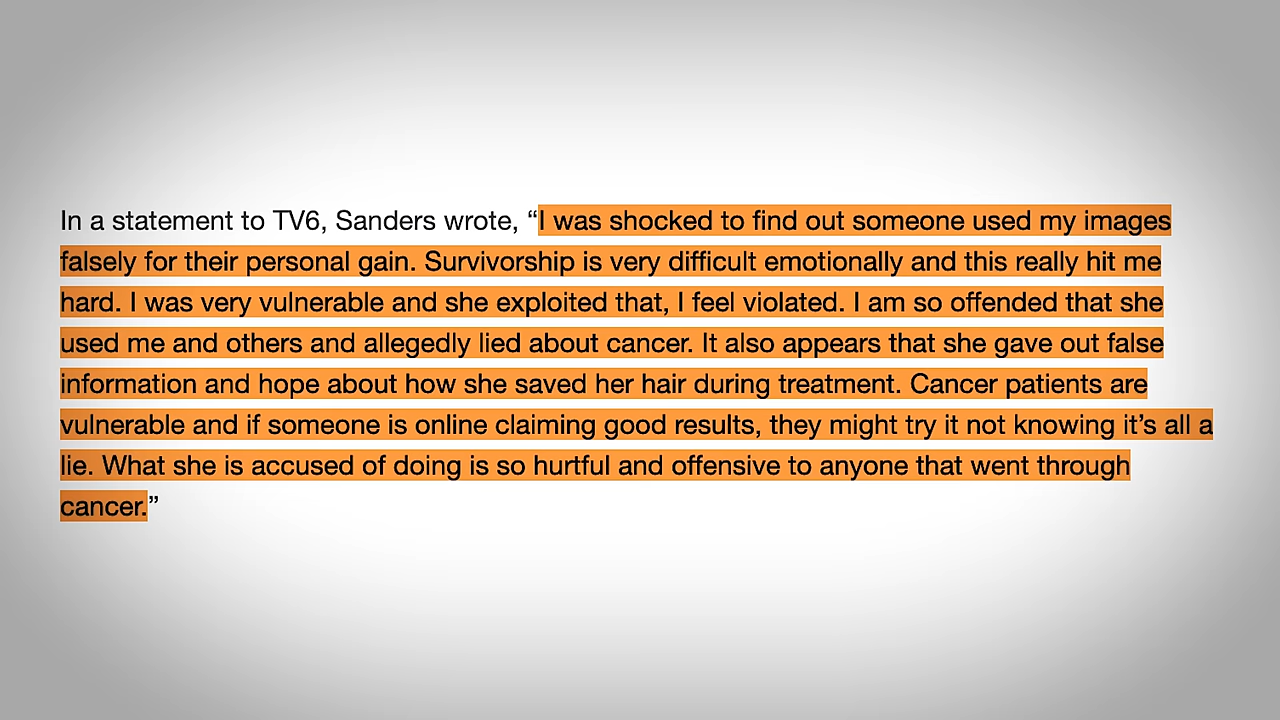 In a statement to TV6, Sanders wrote, “I was shocked to find out someone used my images
falsely for their personal gain. Survivorship is very difficult emotionally and this really hit me
hard. I was very vulnerable and she exploited that, I feel violated. I am so offended that she
used me and others and allegedly lied about cancer. It also appears that she gave out false
information and hope about how she saved her hair during treatment. Cancer patients are
vulnerable and if someone is online claiming good results, they might try it not knowing it’s all a
lie. What she is accused of doing is so hurtful and offensive to anyone that went through
cancer.”